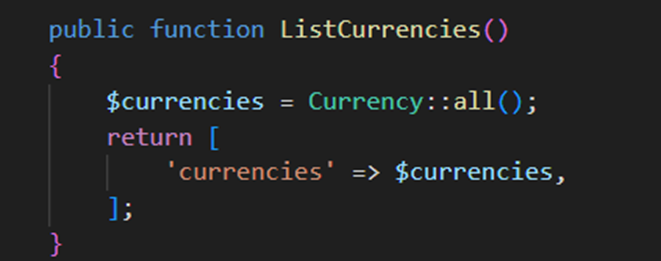 public function ListCurrencies()
{
$currencies = Currency::all();
return [
'currencies' => $currencies,
];
}